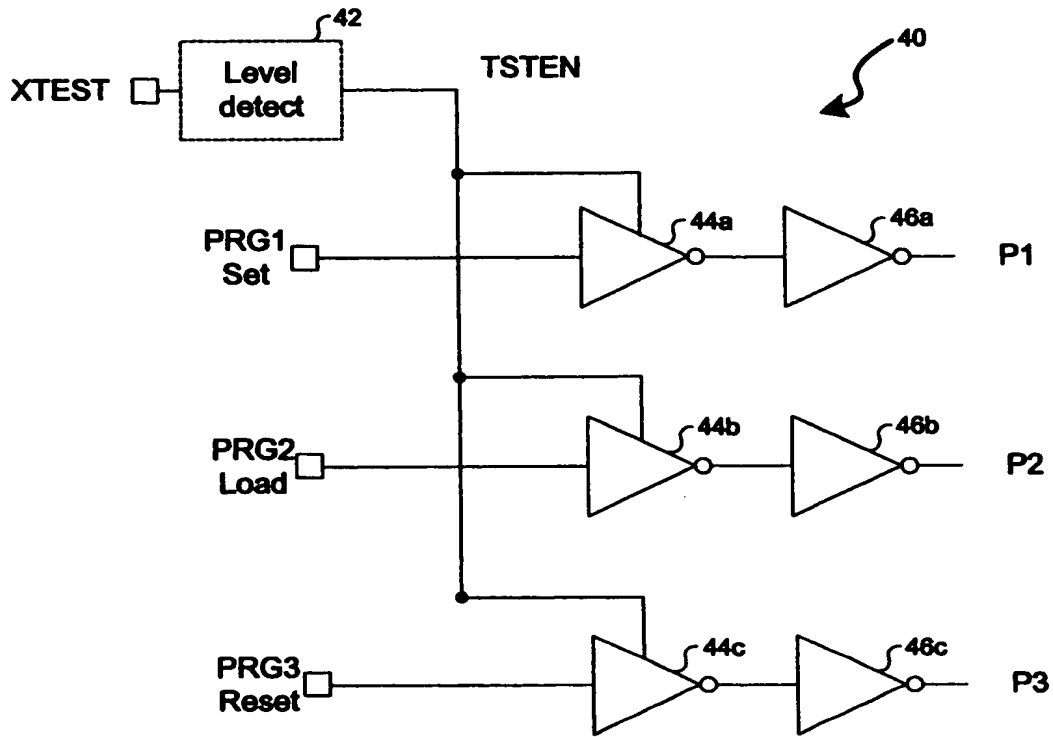 42
40
XTEST
Level
detect
TSTEN
PRG1
Set
44a
46a
P1
PRG2
Load
44b
46b
P2
PRG3
Reset
44c
46c
P3